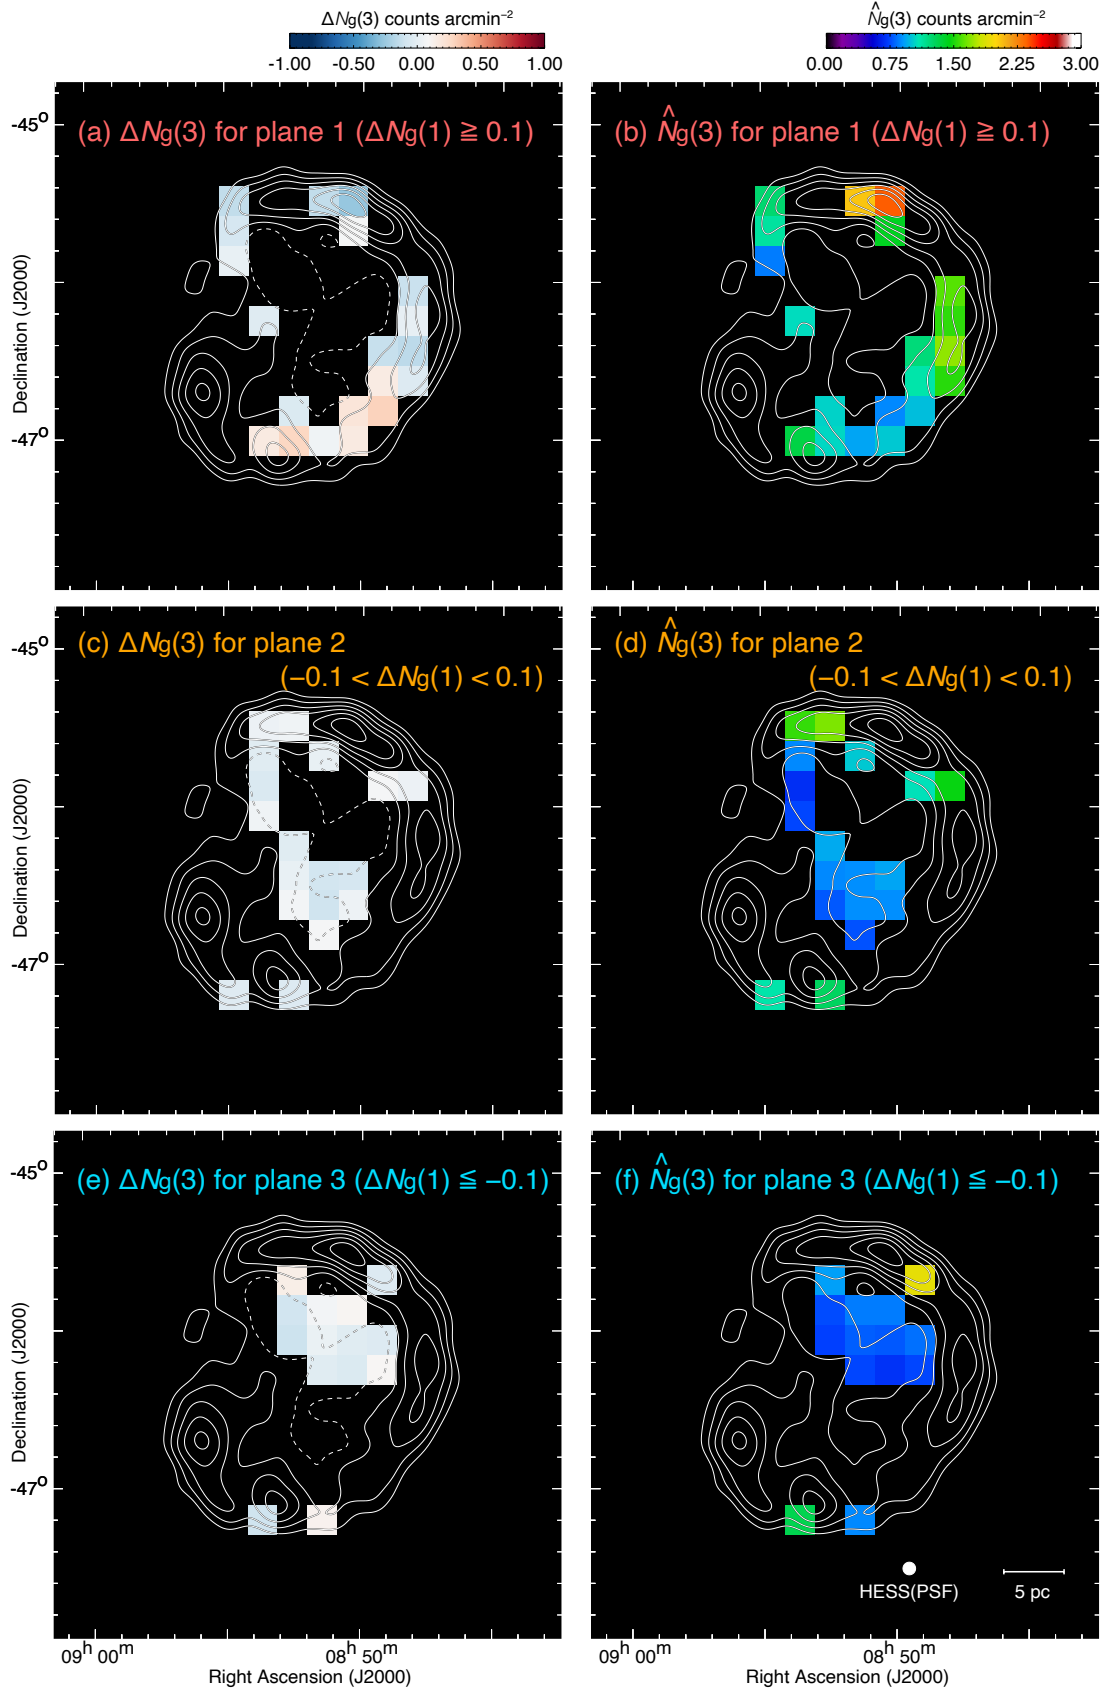 ΔNg(3) counts arcmin⁻²
-1.00 -0.50 0.00 0.50 1.00
N̂g(3) counts arcmin⁻²
0.00 0.75 1.50 2.25 3.00
(a) ΔNg(3) for plane 1 (ΔNg(1) ≧ 0.1)
-45°
-47°
Declination (J2000)
(b) N̂g(3) for plane 1 (ΔNg(1) ≧ 0.1)
(c) ΔNg(3) for plane 2
(−0.1 < ΔNg(1) < 0.1)
-45°
-47°
Declination (J2000)
(d) N̂g(3) for plane 2
(−0.1 < ΔNg(1) < 0.1)
(e) ΔNg(3) for plane 3 (ΔNg(1) ≦ −0.1)
-45°
-47°
Declination (J2000)
09ʰ 00ᵐ 08ʰ 50ᵐ
Right Ascension (J2000)
(f) N̂g(3) for plane 3 (ΔNg(1) ≦ −0.1)
HESS(PSF)
5 pc
09ʰ 00ᵐ 08ʰ 50ᵐ
Right Ascension (J2000)